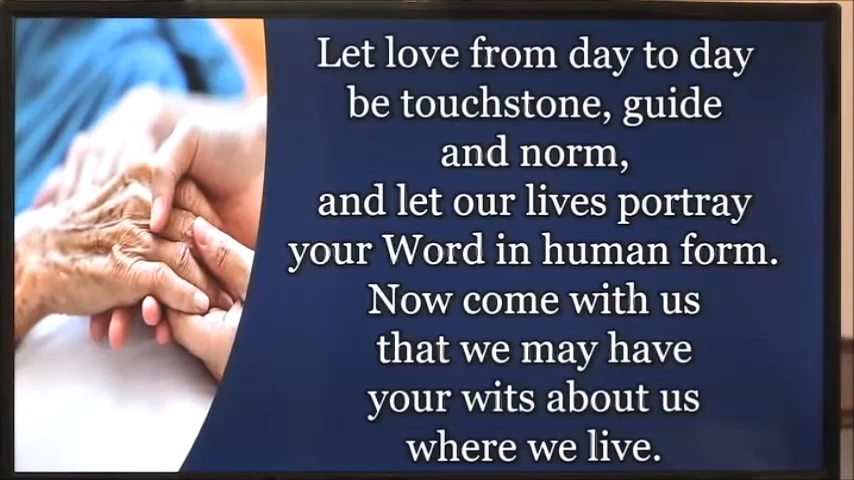 Let love from day to day
be touchstone, guide
and norm,
and let our lives portray
your Word in human form.
Now come with us
that we may have
your wits about us
where we live.